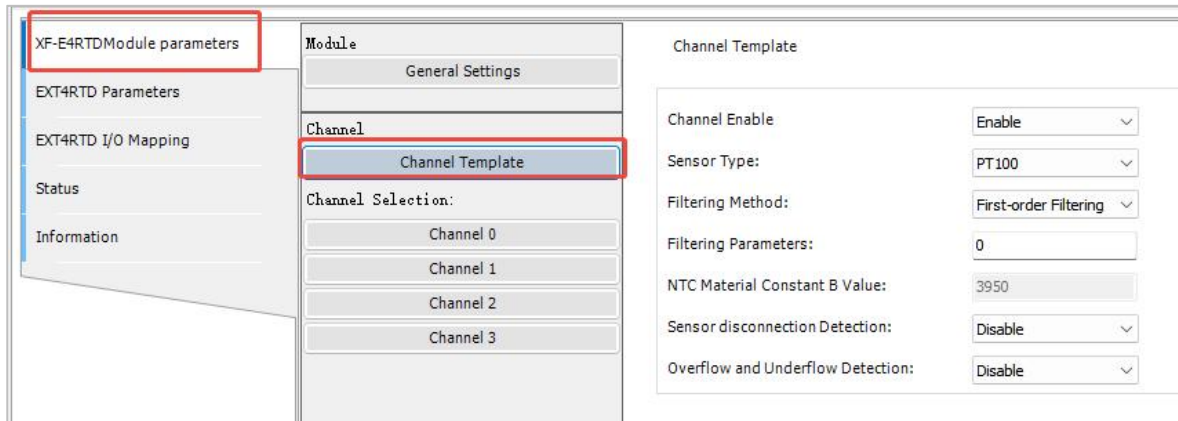 XF-E4RTDModule parameters
EXT4RTD Parameters
EXT4RTD I/O Mapping
Status
Information
Module
General Settings
Channel
Channel Template
Channel Selection:
Channel 0
Channel 1
Channel 2
Channel 3
Channel Template
Channel Enable Enable
Sensor Type: PT100
Filtering Method: First-order Filtering
Filtering Parameters: 0
NTC Material Constant B Value: 3950
Sensor disconnection Detection: Disable
Overflow and Underflow Detection: Disable